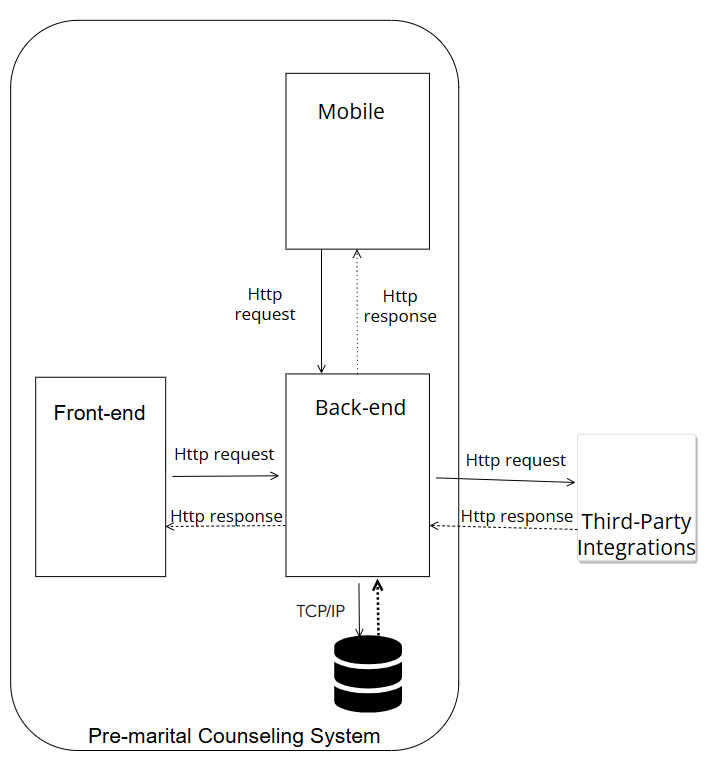 Mobile
Http
request
Http
response
Front-end
Back-end
Http request
Http request
Http response
Http response
Third-Party
Integrations
TCP/IP
Pre-marital Counseling System